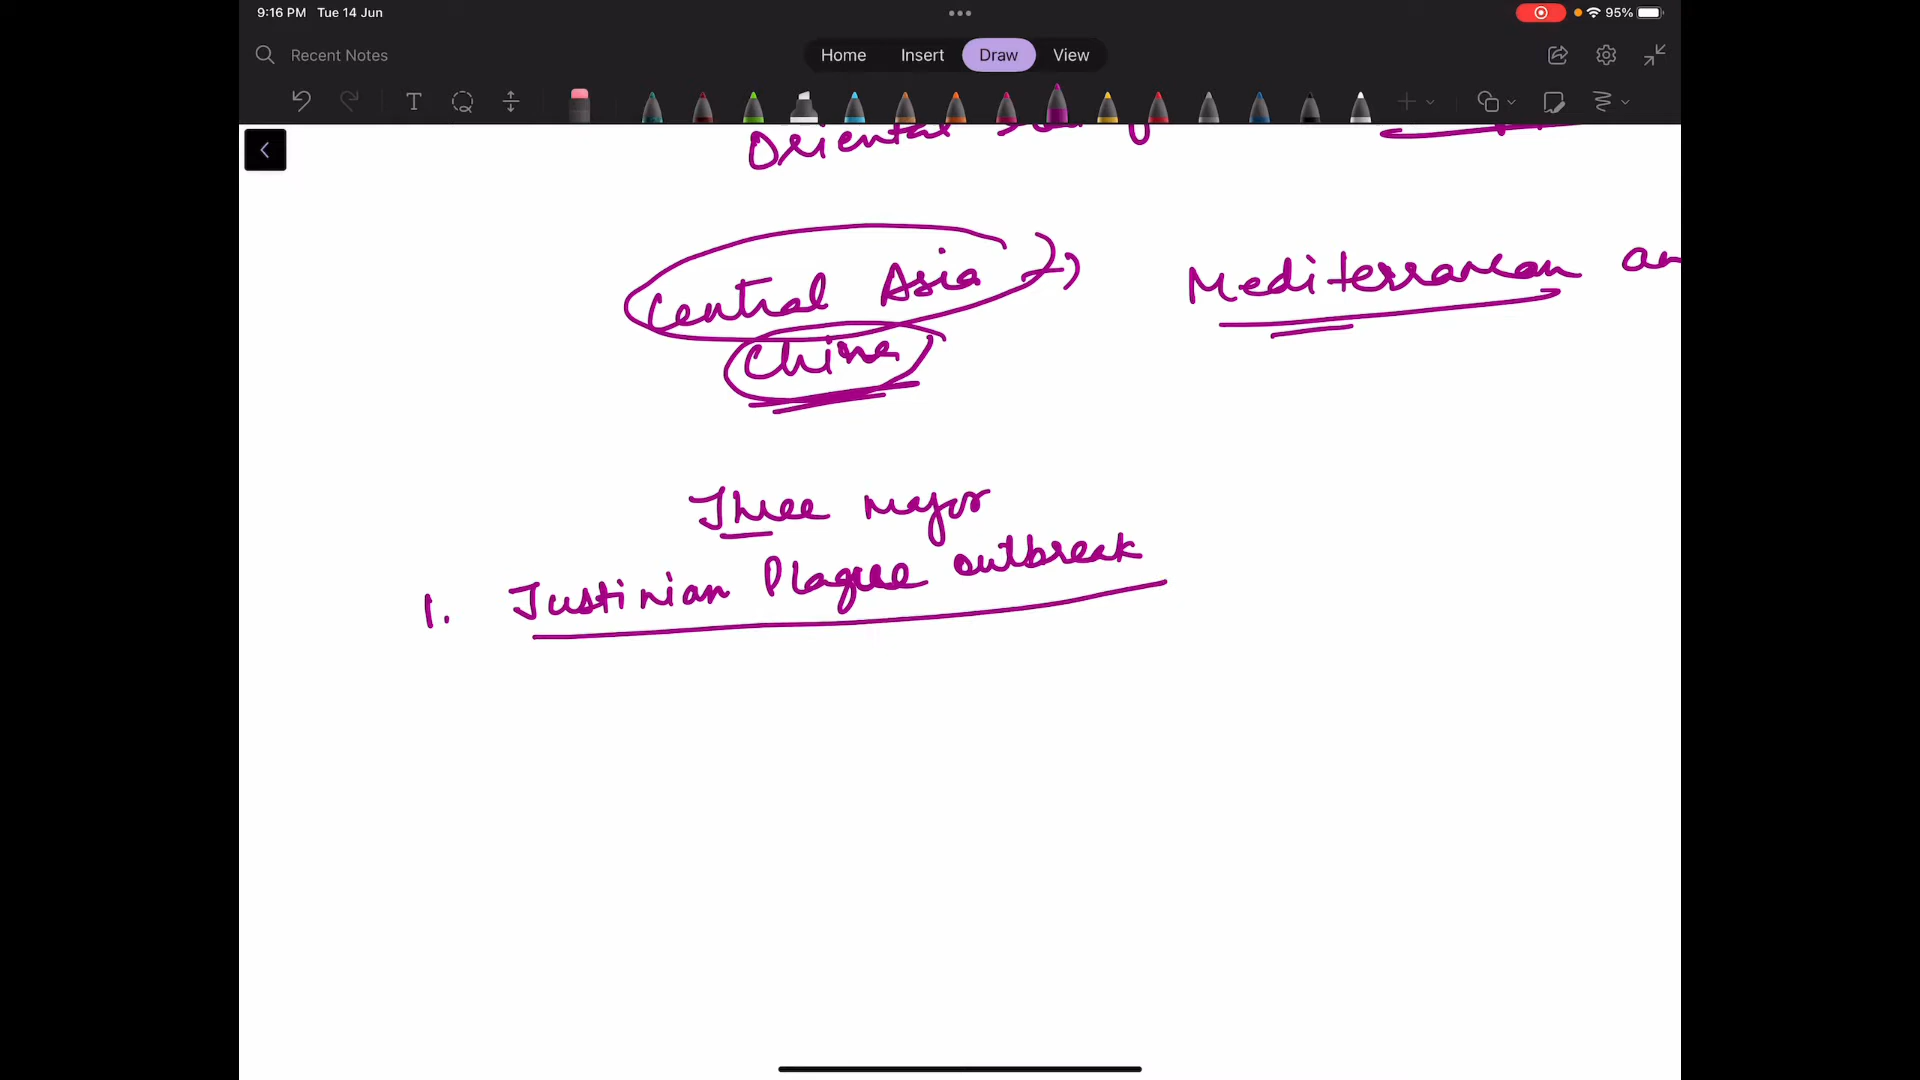 9:16 PM Tue 14 Jun
95%
Recent Notes
Home Insert Draw View
Oriental
Central Asia
Mediterranean an
China
Three major
1. Justinian Plague outbreak